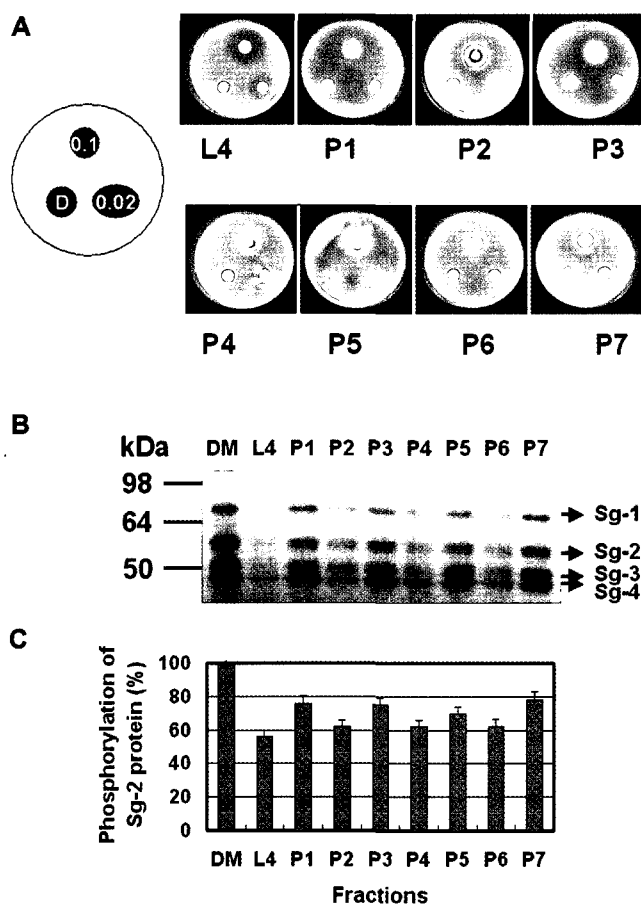 A
0.1
D 0.02
L4 P1 P2 P3
P4 P5 P6 P7
B
kDa DM L4 P1 P2 P3 P4 P5 P6 P7
98
64
50
Sg-1
Sg-2
Sg-3
Sg-4
C
Phosphorylation of
Sg-2 protein (%)
100
80
60
40
20
0
DM L4 P1 P2 P3 P4 P5 P6 P7
Fractions